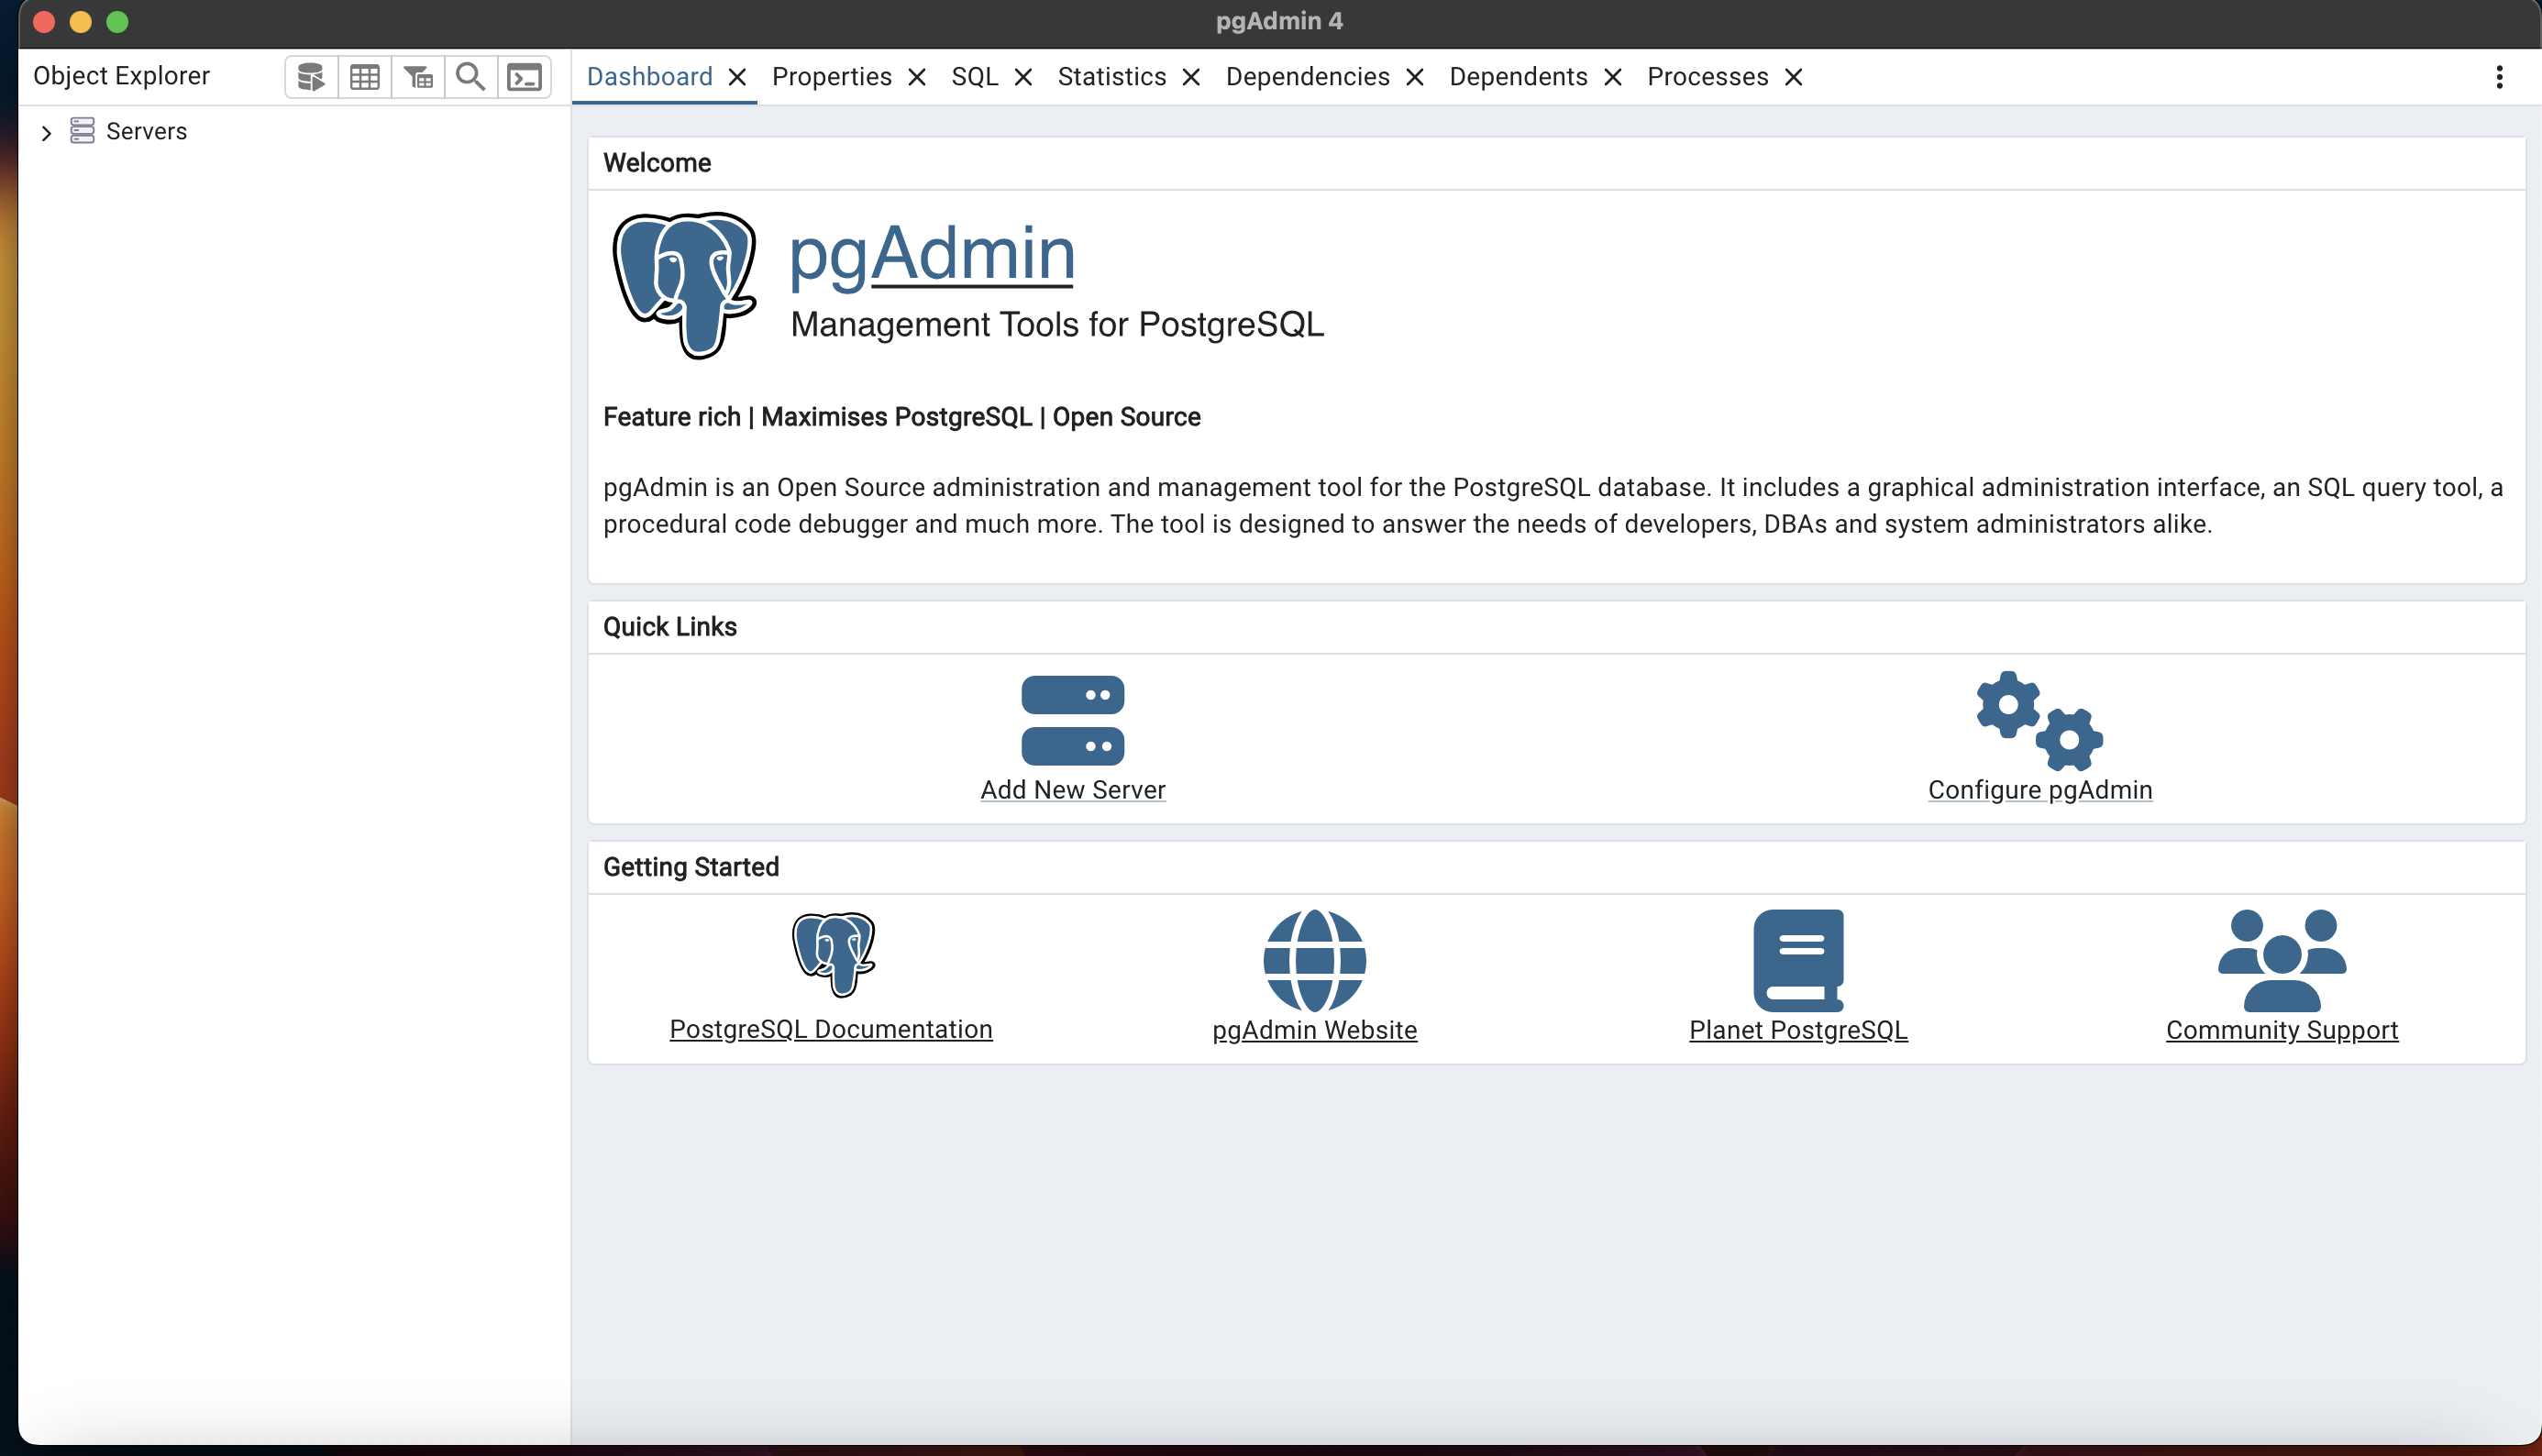 pgAdmin 4
Object Explorer
Dashboard Properties SQL Statistics Dependencies Dependents Processes
Servers
Welcome
pgAdmin
Management Tools for PostgreSQL
Feature rich | Maximises PostgreSQL | Open Source
pgAdmin is an Open Source administration and management tool for the PostgreSQL database. It includes a graphical administration interface, an SQL query tool, a
procedural code debugger and much more. The tool is designed to answer the needs of developers, DBAs and system administrators alike.
Quick Links
Add New Server Configure pgAdmin
Getting Started
PostgreSQL Documentation pgAdmin Website Planet PostgreSQL Community Support